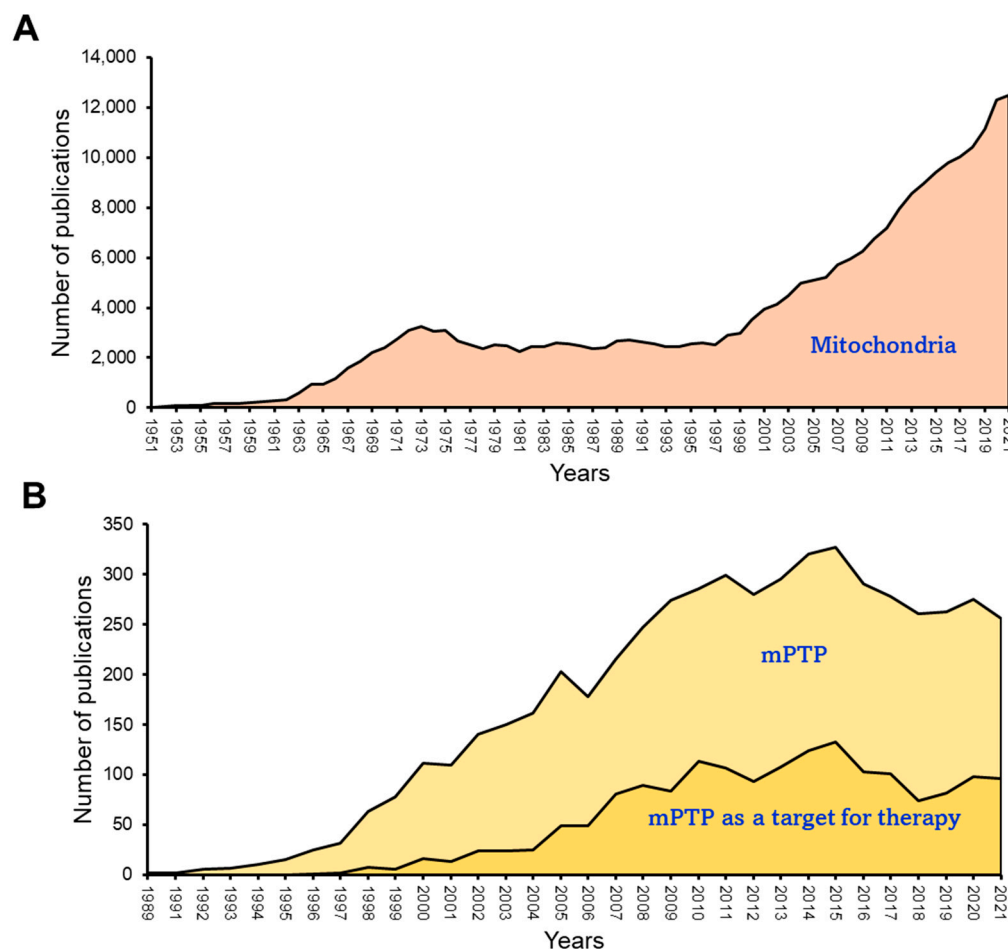 A
14,000
12,000
10,000
8,000
6,000
4,000
2,000
0
Number of publications
Mitochondria
1951 1953 1955 1957 1959 1961 1963 1965 1967 1969 1971 1973 1975 1977 1979 1981 1983 1985 1987 1989 1991 1993 1995 1997 1999 2001 2003 2005 2007 2009 2011 2013 2015 2017 2019
Years
B
350
300
250
200
150
100
50
0
Number of publications
mPTP
mPTP as a target for therapy
1989 1991 1992 1993 1994 1995 1996 1997 1998 1999 2000 2001 2002 2003 2004 2005 2006 2007 2008 2009 2010 2011 2012 2013 2014 2015 2016 2017 2018 2019 2020 2021
Years